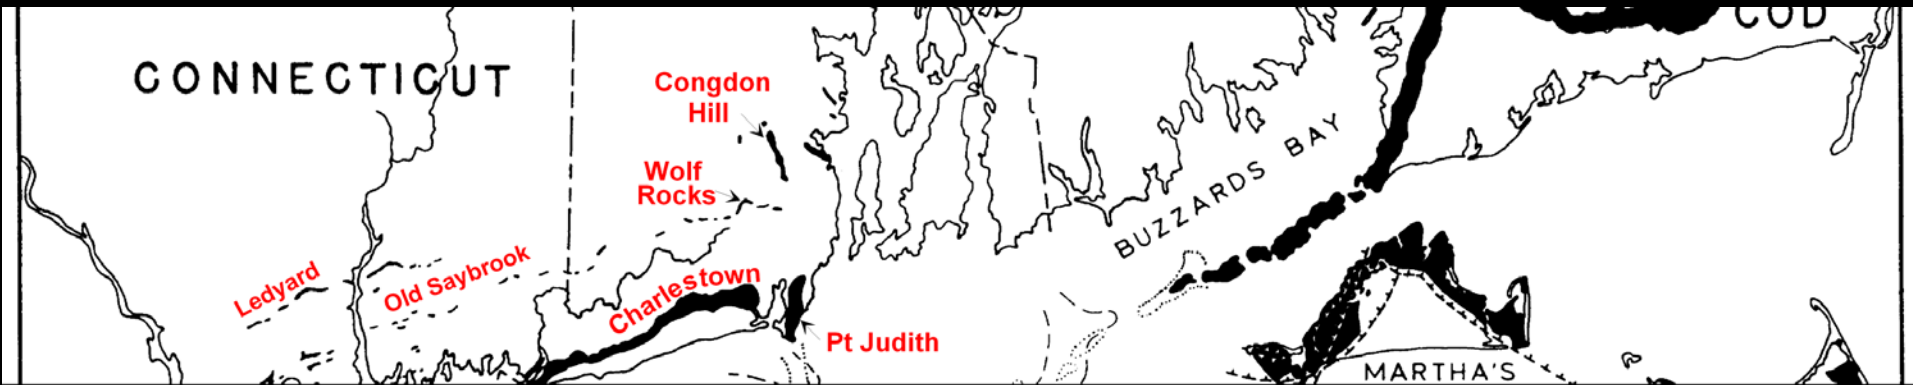 COD
CONNECTICUT
Congdon
Hill
BUZZARDS BAY
Wolf
Rocks
Ledyard
Old Saybrook
Charlestown
Pt Judith
MARTHA'S